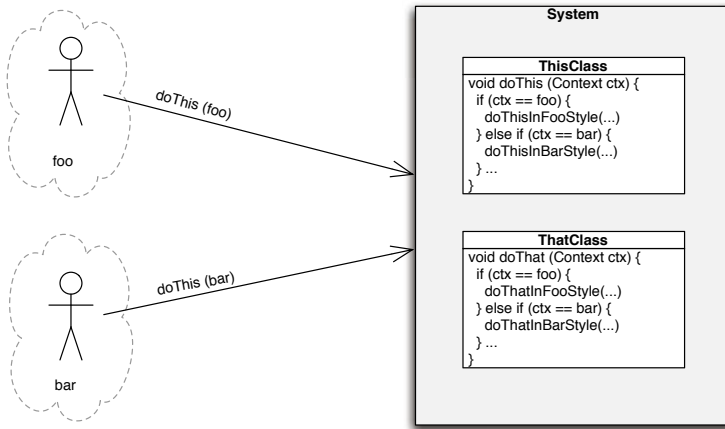 System
doThis (foo)
foo
ThisClass
void doThis (Context ctx) {
if (ctx == foo) {
doThisInFooStyle(...)
} else if (ctx == bar) {
doThisInBarStyle(...)
} ...
}
doThis (bar)
bar
ThatClass
void doThat (Context ctx) {
if (ctx == foo) {
doThatInFooStyle(...)
} else if (ctx == bar) {
doThatInBarStyle(...)
} ...
}